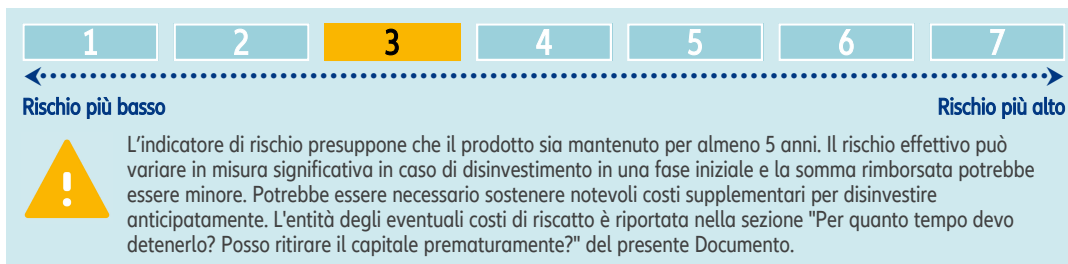 1 2 3 4 5 6 7
Rischio più basso Rischio più alto
L'indicatore di rischio presuppone che il prodotto sia mantenuto per almeno 5 anni. Il rischio effettivo può
variare in misura significativa in caso di disinvestimento in una fase iniziale e la somma rimborsata potrebbe
essere minore. Potrebbe essere necessario sostenere notevoli costi supplementari per disinvestire
anticipatamente. L'entità degli eventuali costi di riscatto è riportata nella sezione "Per quanto tempo devo
detenerlo? Posso ritirare il capitale prematuramente?" del presente Documento.